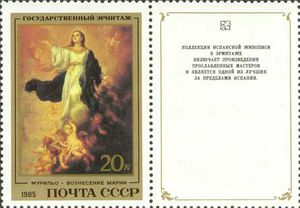 ГОСУДАРСТВЕННЫЙ ЭРМИТАЖ
20к
МУРИЛЬО · ВОЗНЕСЕНИЕ МАРИИ
1985 ПОЧТА СССР
КОЛЛЕКЦИЯ ИСПАНСКОЙ ЖИВОПИСИ
В ЭРМИТАЖЕ
ВКЛЮЧАЕТ ПРОИЗВЕДЕНИЯ
ПРОСЛАВЛЕННЫХ МАСТЕРОВ
И ЯВЛЯЕТСЯ ОДНОЙ ИЗ ЛУЧШИХ
ЗА ПРЕДЕЛАМИ ИСПАНИИ.